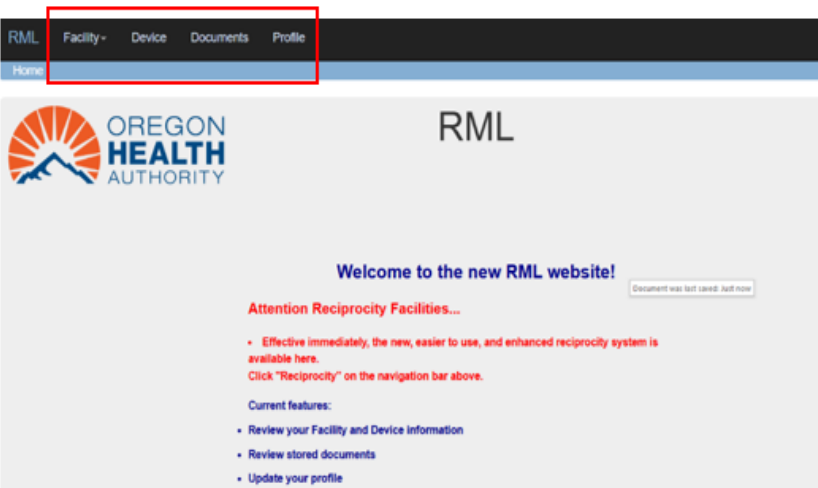 RML Facility Device Documents Profile
Home
OREGON
HEALTH
AUTHORITY
RML
Welcome to the new RML website!
Document was last saved: Just now
Attention Reciprocity Facilities...
• Effective immediately, the new, easier to use, and enhanced reciprocity system is
available here.
Click "Reciprocity" on the navigation bar above.
Current features:
• Review your Facility and Device information
• Review stored documents
• Update your profile